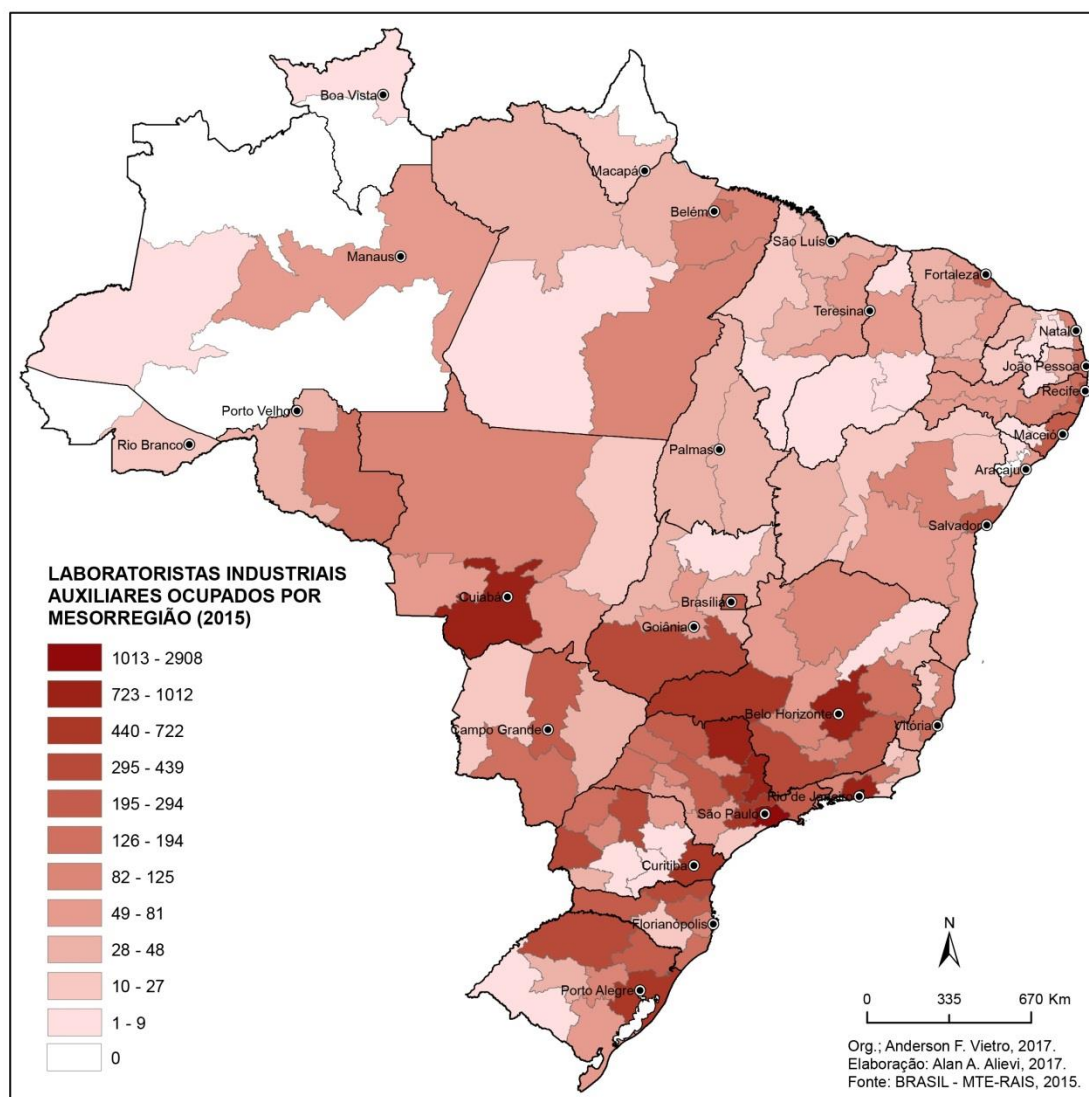 Boa Vista
Macapá
Belém
São Luís
Manaus
Fortaleza
Teresina
Natal
João Pessoa
Recife
Porto Velho
Maceió
Rio Branco
Palmas
Aracaju
Salvador
LABORATORISTAS INDUSTRIAIS
AUXILIARES OCUPADOS POR
MESORREGIÃO (2015)
Cuiabá
Brasília
Goiânia
1013 - 2908
723 - 1012
440 - 722
295 - 439
195 - 294
126 - 194
82 - 125
49 - 81
28 - 48
10 - 27
1 - 9
0
Belo Horizonte
Campo Grande
Vitória
Rio de Janeiro
São Paulo
Curitiba
Florianópolis
Porto Alegre
N
0 335 670 Km
Org.; Anderson F. Vietro, 2017.
Elaboração: Alan A. Alievi, 2017.
Fonte: BRASIL - MTE-RAIS, 2015.